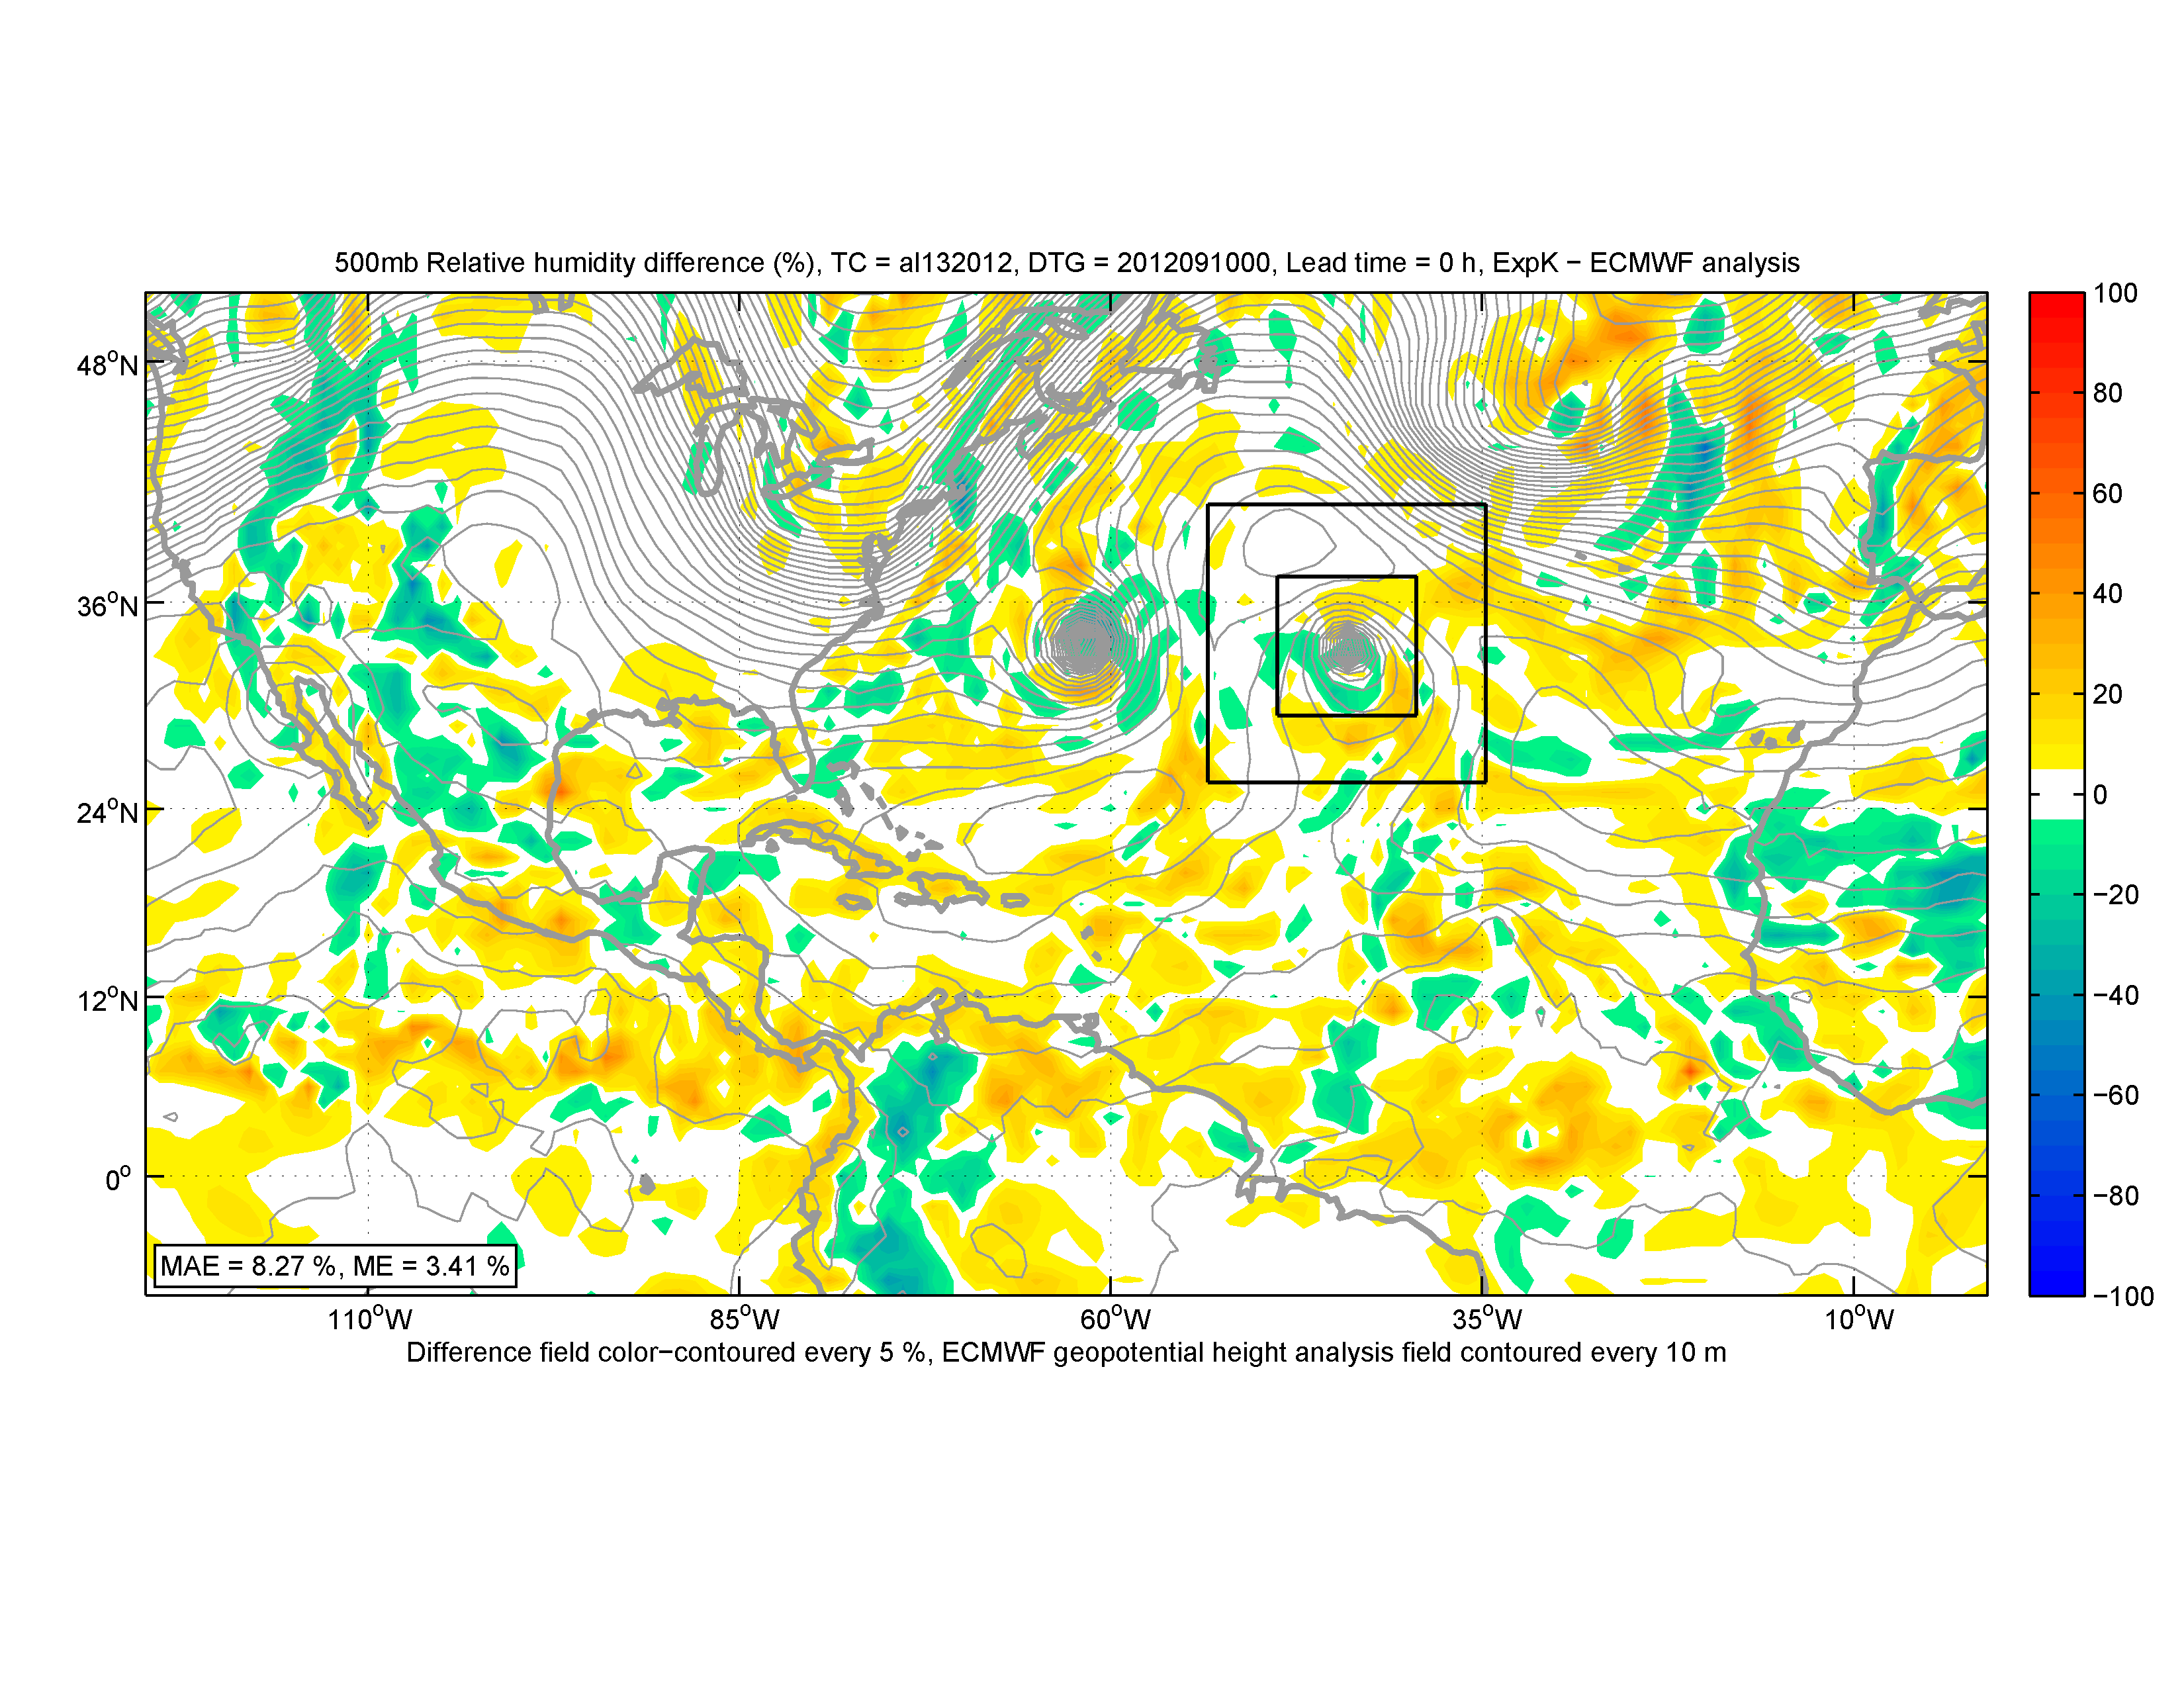 500mb Relative humidity difference (%), TC = al132012, DTG = 2012091000, Lead time = 0 h, ExpK − ECMWF analysis
100
48°N
80
60
40
36°N
20
0
24°N
−20
−40
12°N
−60
−80
0°
MAE = 8.27 %, ME = 3.41 %
−100
110°W 85°W 60°W 35°W 10°W
Difference field color−contoured every 5 %, ECMWF geopotential height analysis field contoured every 10 m